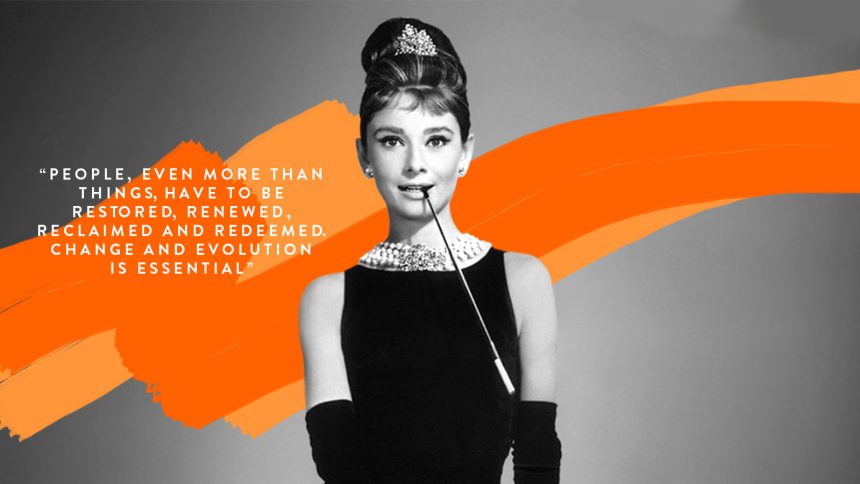 “PEOPLE, EVEN MORE THAN
THINGS, HAVE TO BE
RESTORED, RENEWED,
RECLAIMED AND REDEEMED.
CHANGE AND EVOLUTION
IS ESSENTIAL”